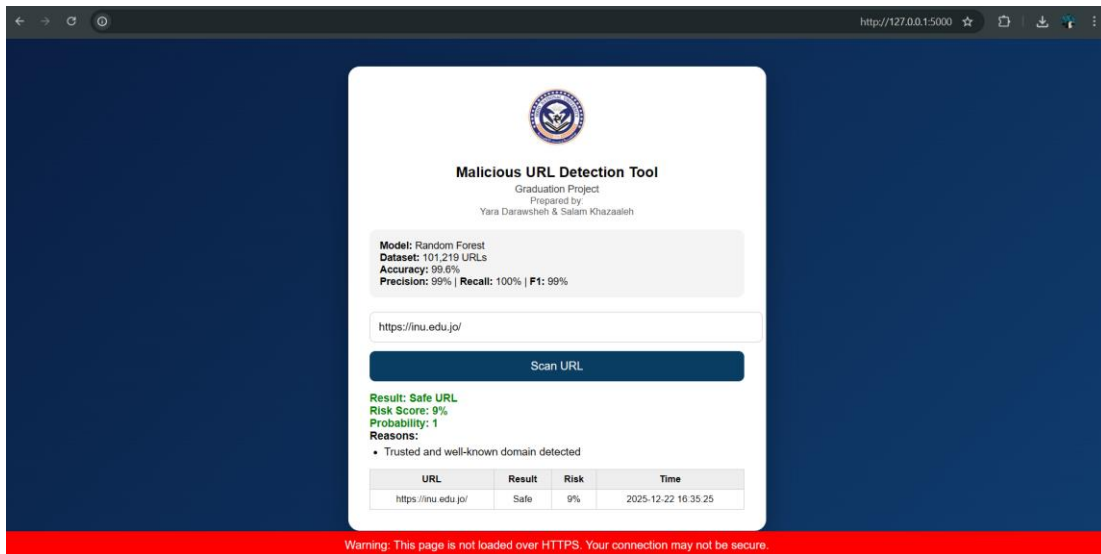 http://127.0.0.1:5000
Malicious URL Detection Tool
Graduation Project
Prepared by:
Yara Darawsheh & Salam Khazaaleh
Model: Random Forest
Dataset: 101,219 URLs
Accuracy: 99.6%
Precision: 99% | Recall: 100% | F1: 99%
https://inu.edu.jo/
Scan URL
Result: Safe URL
Risk Score: 9%
Probability: 1
Reasons:
• Trusted and well-known domain detected
URL Result Risk Time
https://inu.edu.jo/ Safe 9% 2025-12-22 16:35:25
Warning: This page is not loaded over HTTPS. Your connection may not be secure.